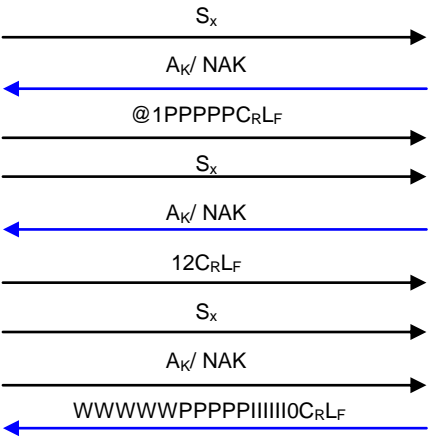 Sx
AK/ NAK
@1PPPPPCRLF
Sx
AK/ NAK
12CRLF
Sx
AK/ NAK
WWWWWPPPPPIIIIII0CRLF